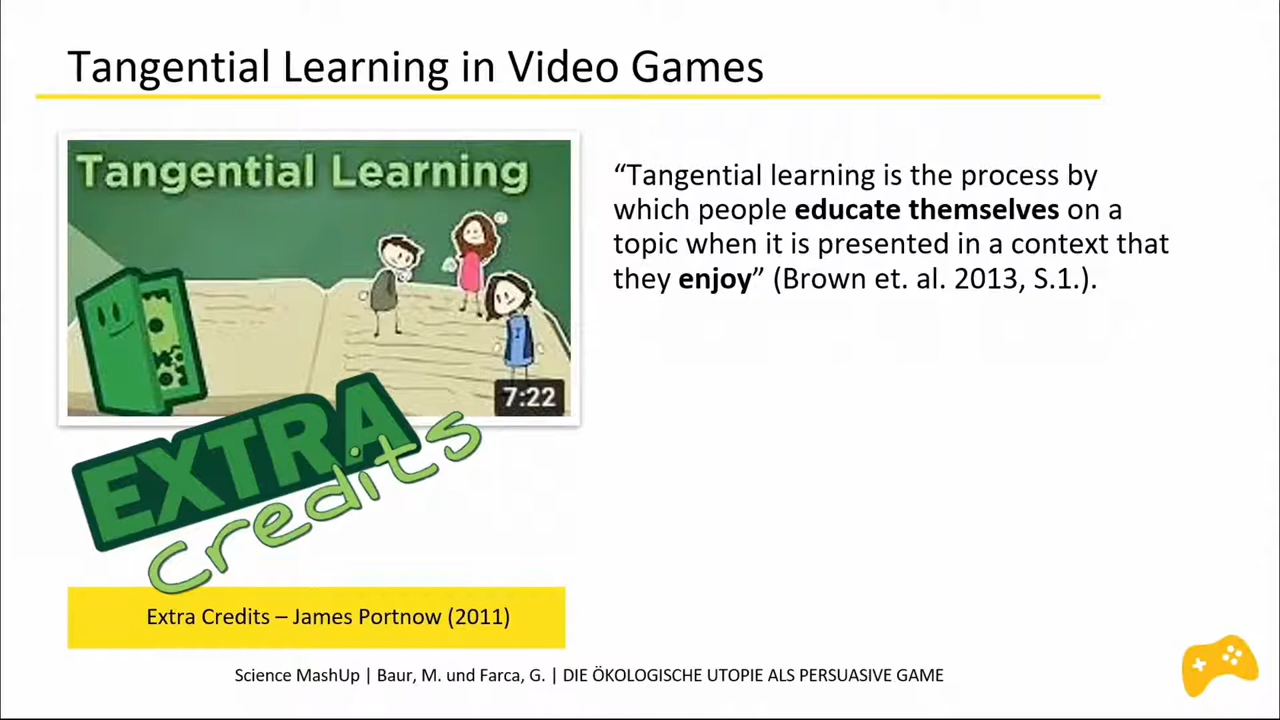 Tangential Learning in Video Games
Tangential Learning
7:22
EXTRA
credits
Extra Credits – James Portnow (2011)
“Tangential learning is the process by
which people educate themselves on a
topic when it is presented in a context that
they enjoy” (Brown et. al. 2013, S.1.).
Science MashUp | Baur, M. und Farca, G. | DIE ÖKOLOGISCHE UTOPIE ALS PERSUASIVE GAME